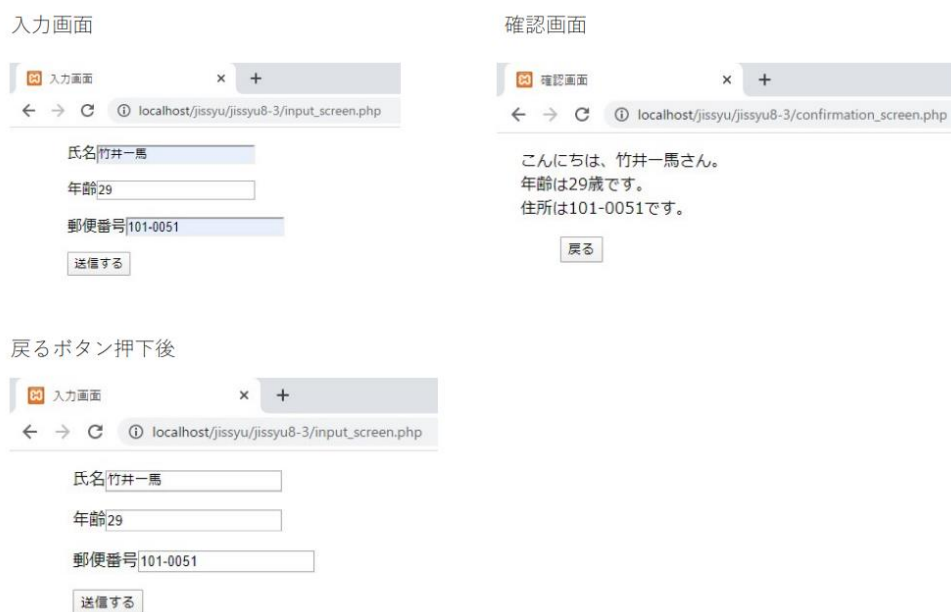 入力画面
入力画面 × +
localhost/jissyu/jissyu8-3/input_screen.php
氏名竹井一馬
年齢29
郵便番号101-0051
送信する
確認画面
確認画面 × +
localhost/jissyu/jissyu8-3/confirmation_screen.php
こんにちは、竹井一馬さん。
年齢は29歳です。
住所は101-0051です。
戻る
戻るボタン押下後
入力画面 × +
localhost/jissyu/jissyu8-3/input_screen.php
氏名竹井一馬
年齢29
郵便番号101-0051
送信する